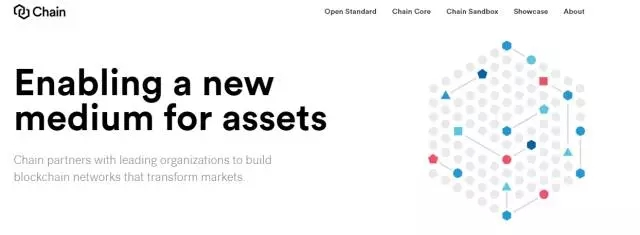 Chain
Open Standard Chain Core Chain Sandbox Showcase About
Enabling a new
medium for assets
Chain partners with leading organizations to build
blockchain networks that transform markets.